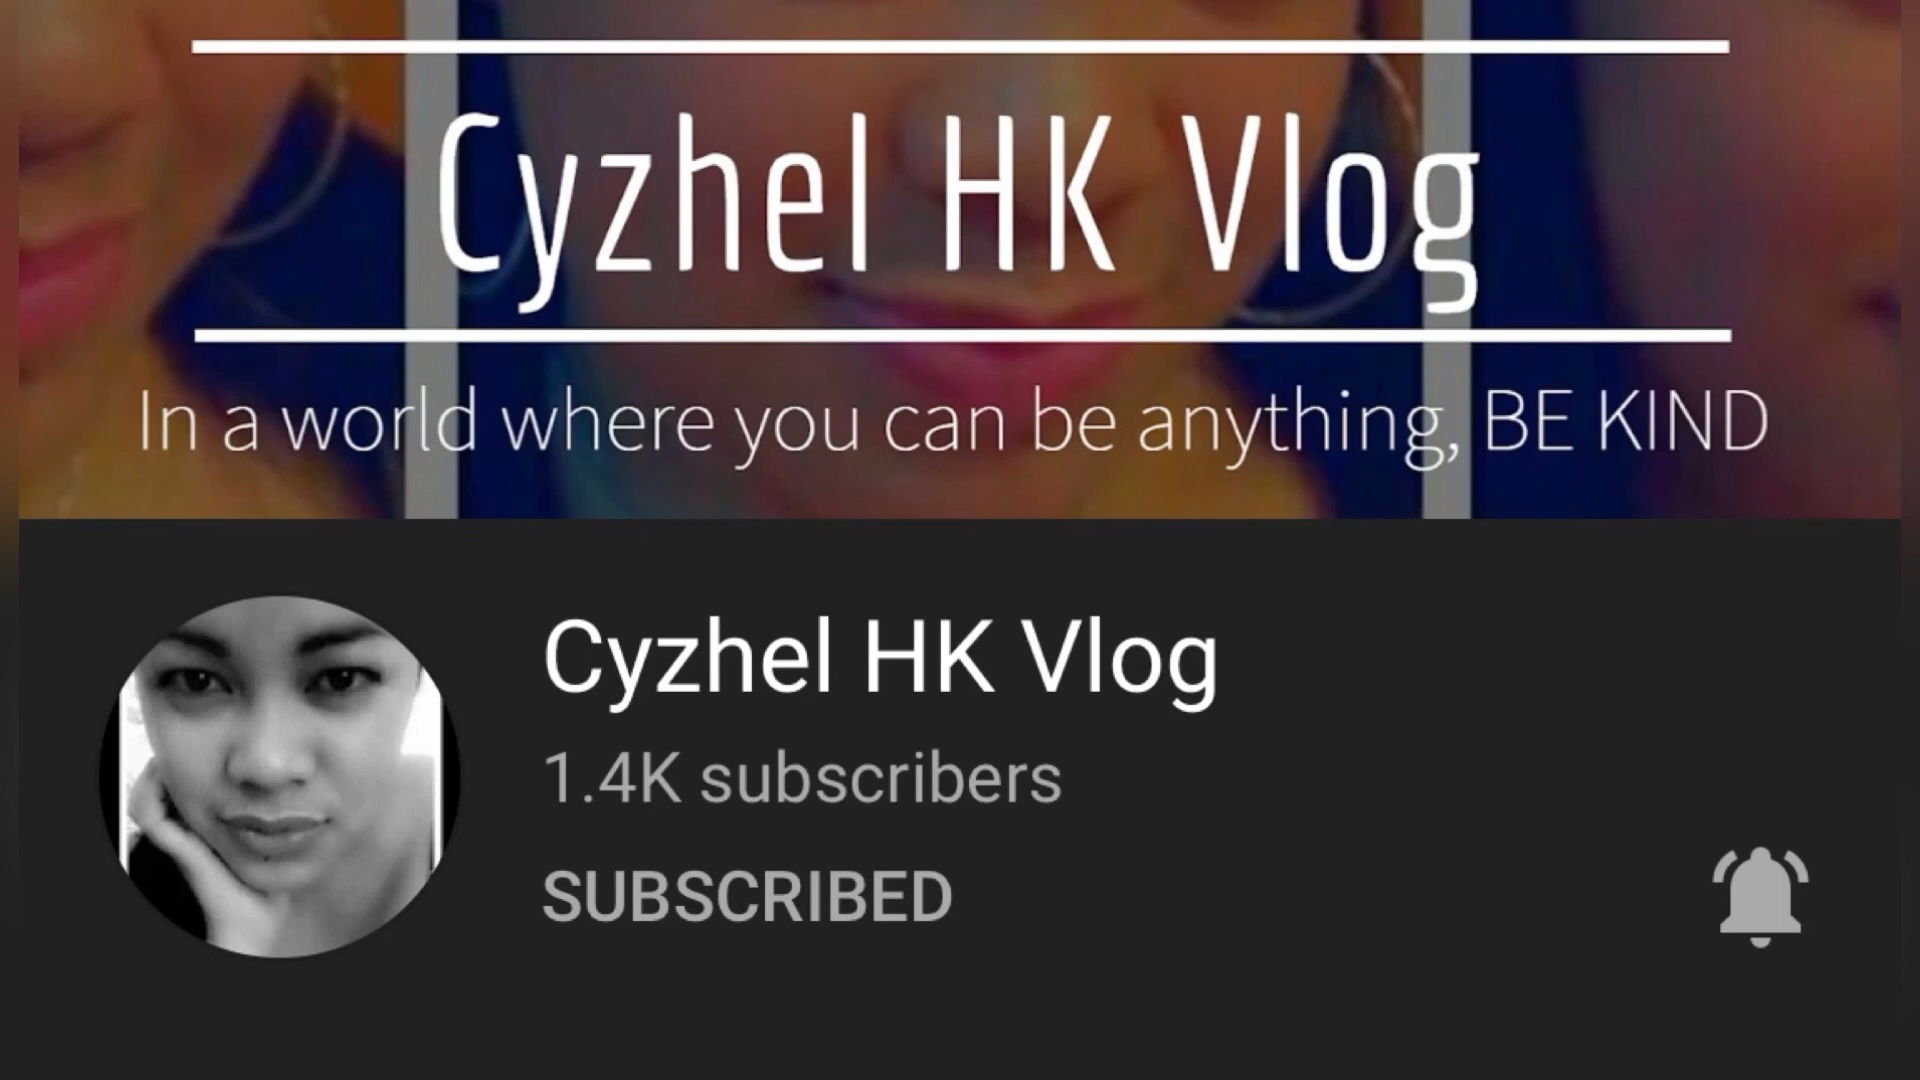 Cyzhel HK Vlog
In a world where you can be anything, BE KIND
Cyzhel HK Vlog
1.4K subscribers
SUBSCRIBED